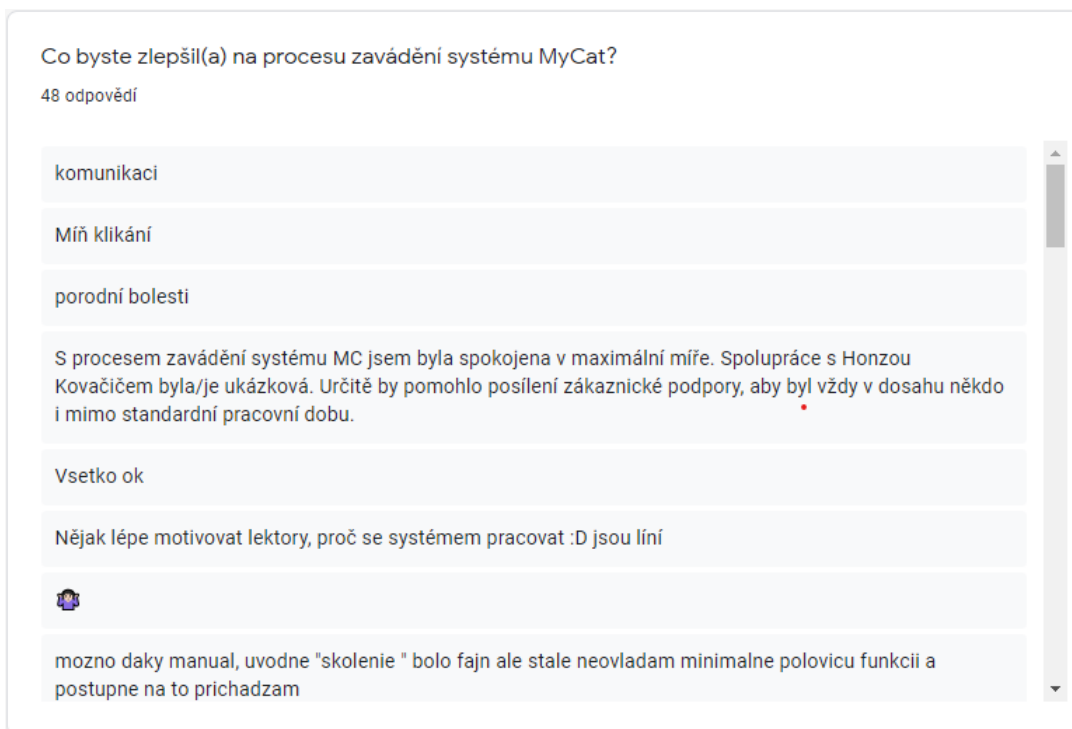 Co byste zlepšil(a) na procesu zavádění systému MyCat?
48 odpovědí
komunikaci
Míň klikání
porodní bolesti
S procesem zavádění systému MC jsem byla spokojena v maximální míře. Spolupráce s Honzou
Kovačičem byla/je ukázková. Určitě by pomohlo posílení zákaznické podpory, aby byl vždy v dosahu někdo
i mimo standardní pracovní dobu.
Vsetko ok
Nějak lépe motivovat lektory, proč se systémem pracovat :D jsou líní
🤷🏻‍♀️
mozno daky manual, uvodne "skolenie " bolo fajn ale stale neovladam minimalne polovicu funkcii a
postupne na to prichadzam